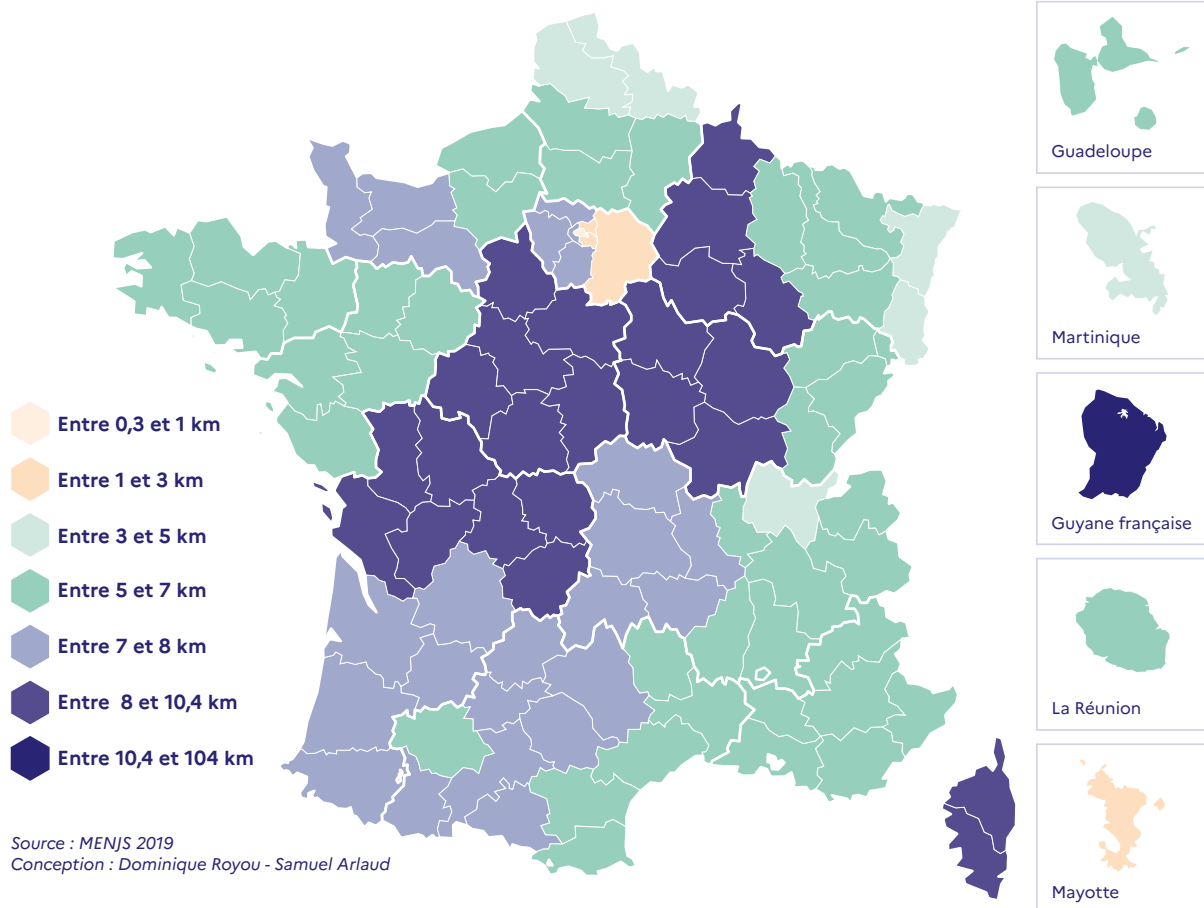 Guadeloupe
Martinique
Guyane française
La Réunion
Mayotte
Entre 0,3 et 1 km
Entre 1 et 3 km
Entre 3 et 5 km
Entre 5 et 7 km
Entre 7 et 8 km
Entre 8 et 10,4 km
Entre 10,4 et 104 km
Source : MENJS 2019
Conception : Dominique Royou - Samuel Arlaud